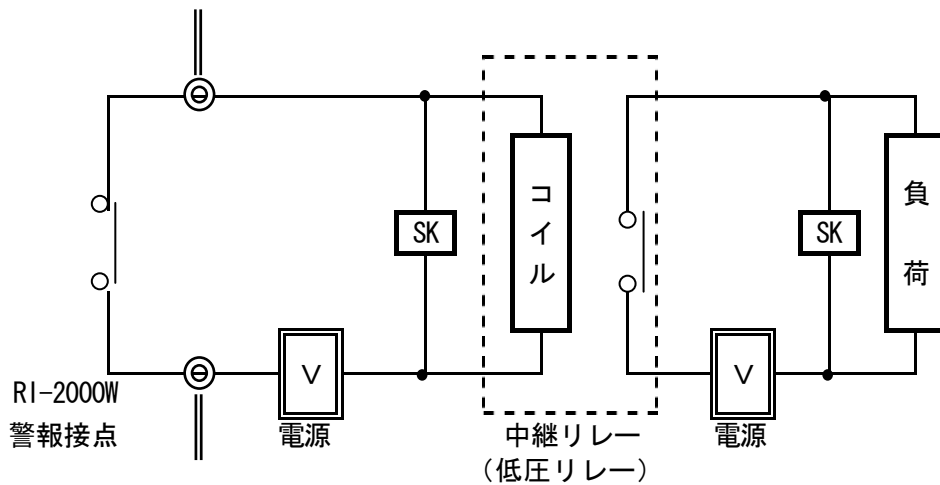 SK
コイル
SK
負荷
V
V
RI-2000W
警報接点
電源
中継リレー
(低圧リレー)
電源